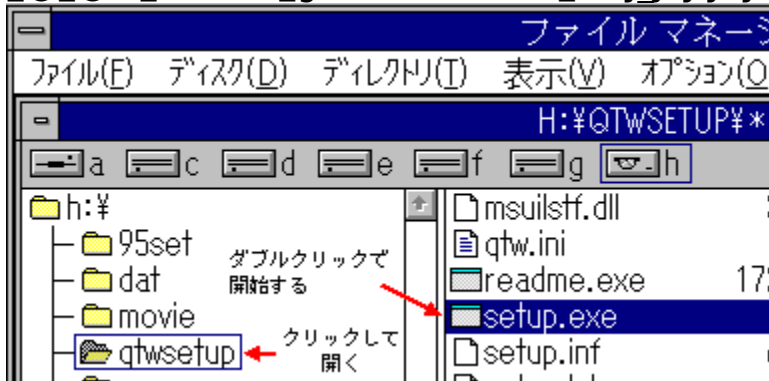 ファイル マネージ
ファイル(F) ディスク(D) ディレクトリ(T) 表示(V) オプション(O
H:¥QTWSETUP¥*
a c d e f g h
h:¥
95set
dat
movie
qtwsetup
ダブルクリックで
開始する
クリックして
開く
msuilstf.dll
qtw.ini
readme.exe 17
setup.exe
setup.inf